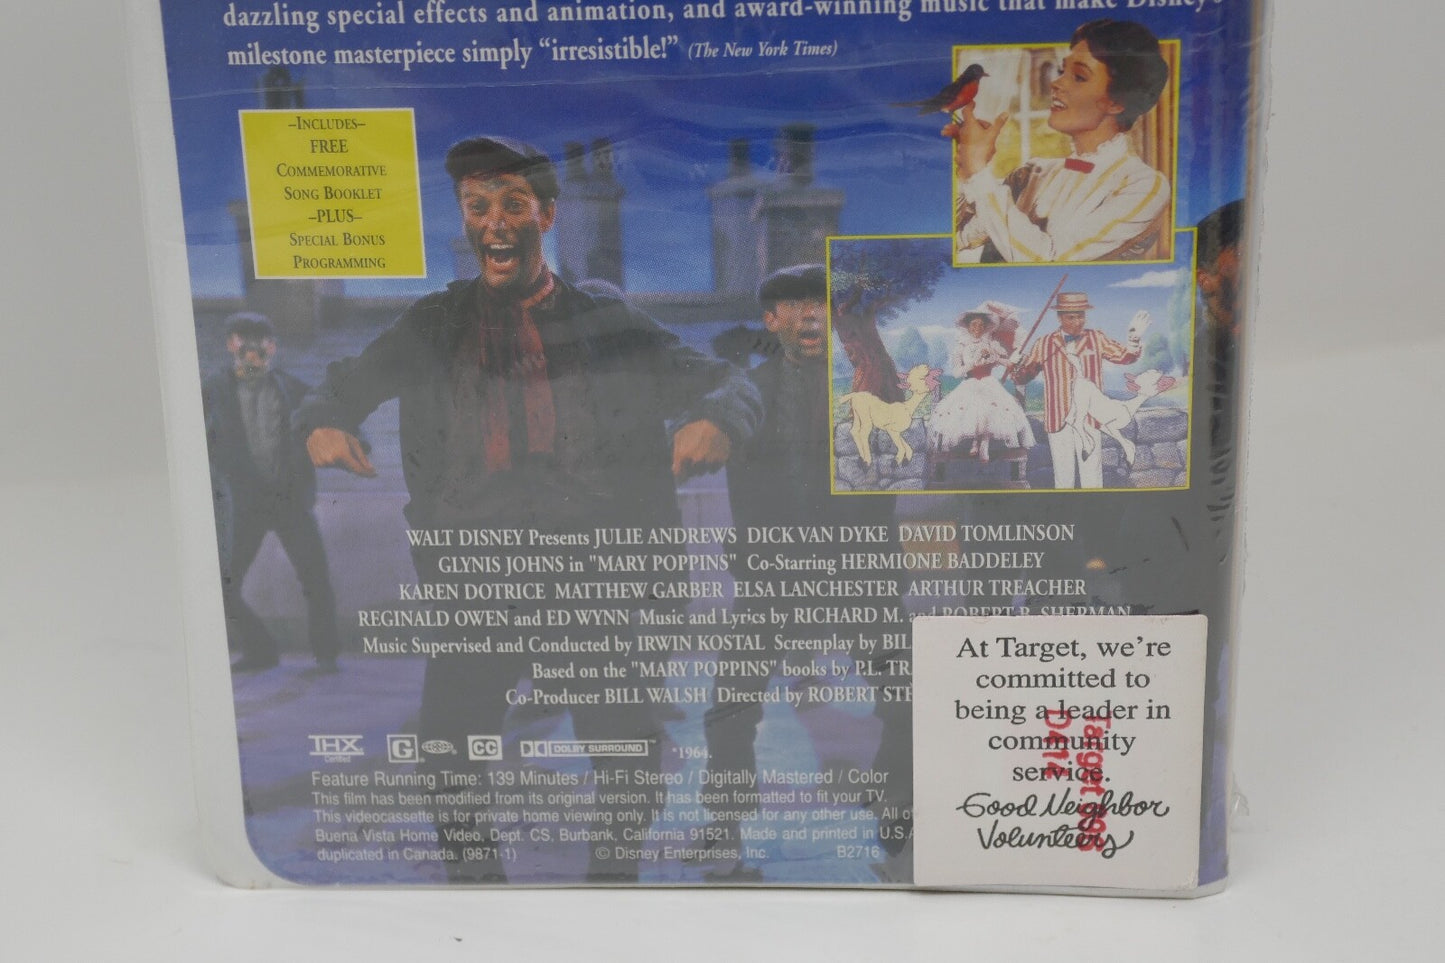 dazzling special effects and animation, and award-winning music that make Disney's
milestone masterpiece simply “irresistible!” (The New York Times)
–INCLUDES–
FREE
COMMEMORATIVE
SONG BOOKLET
–PLUS–
SPECIAL BONUS
PROGRAMMING
WALT DISNEY Presents JULIE ANDREWS DICK VAN DYKE DAVID TOMLINSON
GLYNIS JOHNS in "MARY POPPINS" Co-Starring HERMIONE BADDELEY
KAREN DOTRICE MATTHEW GARBER ELSA LANCHESTER ARTHUR TREACHER
REGINALD OWEN and ED WYNN Music and Lyrics by RICHARD M. and ROBERT B. SHERMAN
Music Supervised and Conducted by IRWIN KOSTAL Screenplay by BIL
Based on the "MARY POPPINS" books by P.L. TRA
Co-Producer BILL WALSH Directed by ROBERT STE
THX
Certified
G ® CC DOLBY SURROUND ™ *1964.
Feature Running Time: 139 Minutes / Hi-Fi Stereo / Digitally Mastered / Color
This film has been modified from its original version. It has been formatted to fit your TV.
This videocassette is for private home viewing only. It is not licensed for any other use. All o
Buena Vista Home Video, Dept. CS, Burbank, California 91521. Made and printed in U.S.A
duplicated in Canada. (9871-1) © Disney Enterprises, Inc. B2716
At Target, we're
committed to
being a leader in
community
service.
Good Neighbor
Volunteers
Target
D414